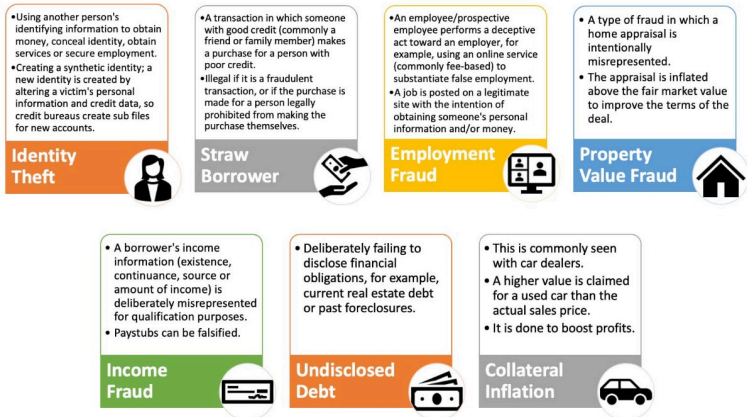 •Using another person's
identifying information to obtain
money, conceal identity, obtain
services or secure employment.
•Creating a synthetic identity; a
new identity is created by
altering a victim's personal
information and credit data, so
credit bureaus create sub files
for new accounts.
Identity
Theft
•A transaction in which someone
with good credit (commonly a
friend or family member) makes
a purchase for a person with
poor credit.
•Illegal if it is a fraudulent
transaction, or if the purchase is
made for a person legally
prohibited from making the
purchase themselves.
Straw
Borrower
•An employee/prospective
employee performs a deceptive
act toward an employer, for
example, using an online service
(commonly fee-based) to
substantiate false employment.
•A job is posted on a legitimate
site with the intention of
obtaining someone's personal
information and/or money.
Employment
Fraud
• A type of fraud in which a
home appraisal is
intentionally
misrepresented.
• The appraisal is inflated
above the fair market value
to improve the terms of the
deal.
Property
Value Fraud
• A borrower's income
information (existence,
continuance, source or
amount of income) is
deliberately misrepresented
for qualification purposes.
• Paystubs can be falsified.
Income
Fraud
• Deliberately failing to
disclose financial
obligations, for example,
current real estate debt
or past foreclosures.
Undisclosed
Debt
• This is commonly seen
with car dealers.
• A higher value is claimed
for a used car than the
actual sales price.
• It is done to boost profits.
Collateral
Inflation